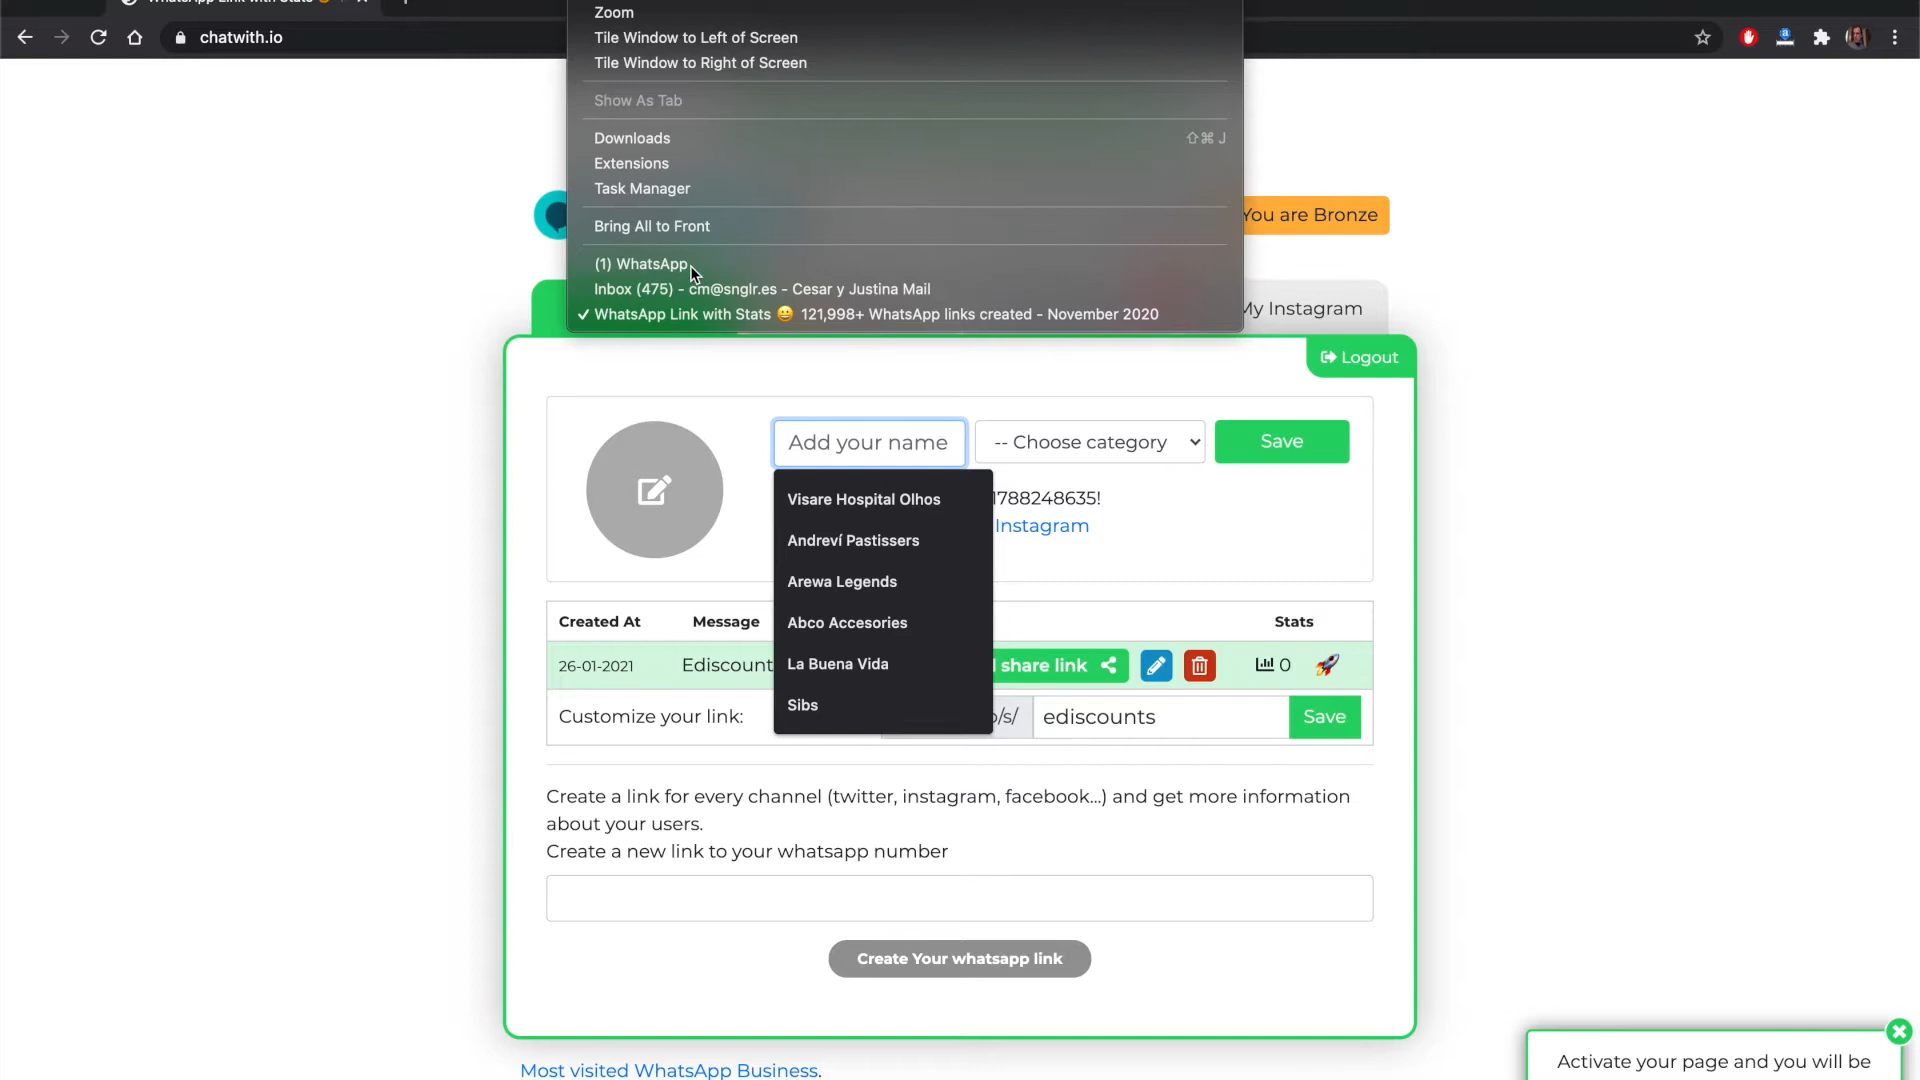 WhatsApp Link with Stats
chatwith.io
Zoom
Tile Window to Left of Screen
Tile Window to Right of Screen
Show As Tab
Downloads ⇧⌘ J
Extensions
Task Manager
Bring All to Front
(1) WhatsApp
Inbox (475) - cm@snglr.es - Cesar y Justina Mail
✓ WhatsApp Link with Stats 😀 121,998+ WhatsApp links created - November 2020
You are Bronze
My Instagram
Logout
Add your name
-- Choose category
Save
Visare Hospital Olhos
Andreví Pastissers
Arewa Legends
Abco Accesories
La Buena Vida
Sibs
1788248635!
Instagram
Created At Message Stats
26-01-2021 Ediscount share link 0 🚀
Customize your link: /s/ ediscounts Save
Create a link for every channel (twitter, instagram, facebook...) and get more information
about your users.
Create a new link to your whatsapp number
Create Your whatsapp link
Most visited WhatsApp Business.
Activate your page and you will be